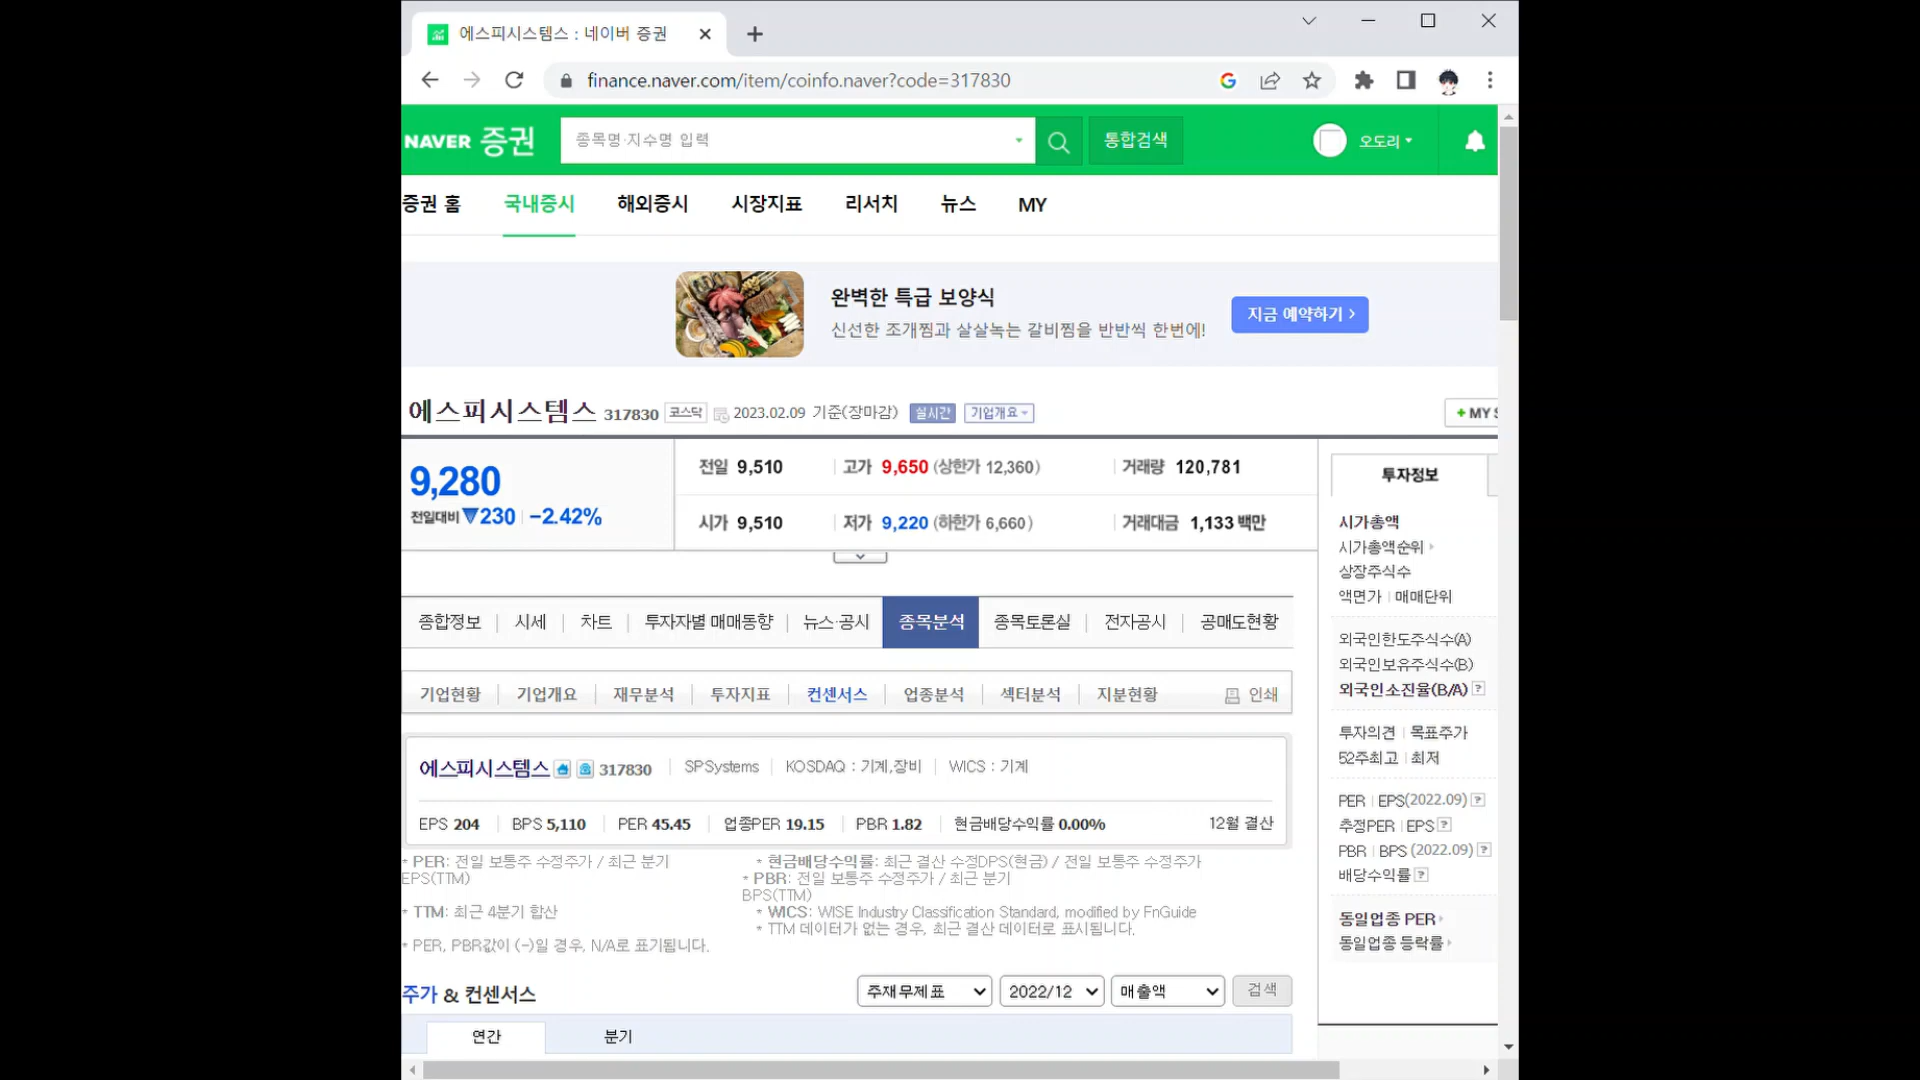 에스피시스템스 : 네이버 증권
finance.naver.com/item/coinfo.naver?code=317830
NAVER 증권
종목명·지수명 입력
통합검색
오도리
증권 홈 국내증시 해외증시 시장지표 리서치 뉴스 MY
완벽한 특급 보양식
신선한 조개찜과 살살녹는 갈비찜을 반반씩 한번에!
지금 예약하기 >
에스피시스템스 317830 코스닥 2023.02.09 기준(장마감) 실시간 기업개요
+ MY S
9,280
전일대비 ▼230 -2.42%
전일 9,510 고가 9,650 (상한가 12,360) 거래량 120,781
시가 9,510 저가 9,220 (하한가 6,660) 거래대금 1,133 백만
종합정보 시세 차트 투자자별 매매동향 뉴스·공시 종목분석 종목토론실 전자공시 공매도현황
기업현황 기업개요 재무분석 투자지표 컨센서스 업종분석 섹터분석 지분현황 인쇄
에스피시스템스 317830 SPSystems KOSDAQ : 기계,장비 WICS : 기계
EPS 204 BPS 5,110 PER 45.45 업종PER 19.15 PBR 1.82 현금배당수익률 0.00% 12월 결산
* PER: 전일 보통주 수정주가 / 최근 분기
EPS(TTM)
* 현금배당수익률: 최근 결산 수정DPS(현금) / 전일 보통주 수정주가
* PBR: 전일 보통주 수정주가 / 최근 분기
BPS(TTM)
* TTM: 최근 4분기 합산
* WICS: WISE Industry Classification Standard, modified by FnGuide
* TTM 데이터가 없는 경우, 최근 결산 데이터로 표시됩니다.
* PER, PBR값이 (-)일 경우, N/A로 표기됩니다.
주가 & 컨센서스
주재무제표 2022/12 매출액 검색
연간 분기
투자정보
시가총액
시가총액순위
상장주식수
액면가 매매단위
외국인한도주식수(A)
외국인보유주식수(B)
외국인소진율(B/A) ?
투자의견 목표주가
52주최고 최저
PER EPS(2022.09) ?
추정PER EPS ?
PBR BPS (2022.09) ?
배당수익률 ?
동일업종 PER
동일업종 등락률